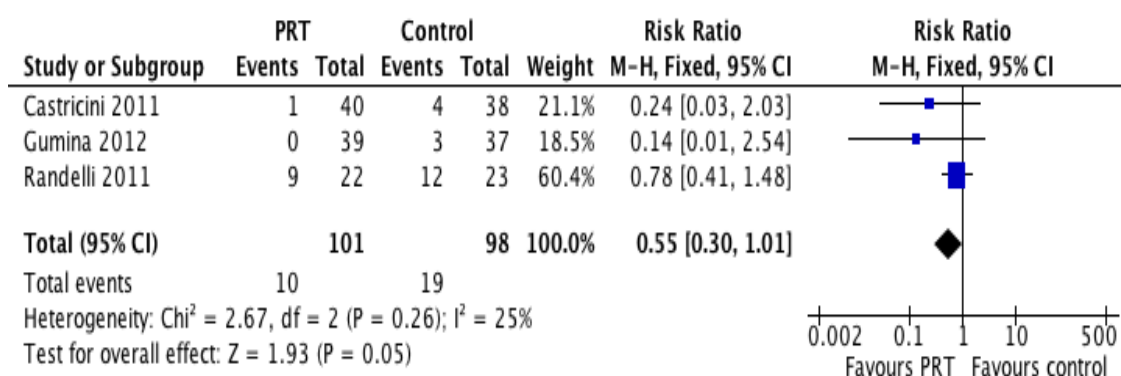 PRT Control Risk Ratio Risk Ratio
Study or Subgroup Events Total Events Total Weight M-H, Fixed, 95% CI M-H, Fixed, 95% CI
Castricini 2011 1 40 4 38 21.1% 0.24 [0.03, 2.03]
Gumina 2012 0 39 3 37 18.5% 0.14 [0.01, 2.54]
Randelli 2011 9 22 12 23 60.4% 0.78 [0.41, 1.48]
Total (95% CI) 101 98 100.0% 0.55 [0.30, 1.01]
Total events 10 19
Heterogeneity: Chi² = 2.67, df = 2 (P = 0.26); I² = 25%
Test for overall effect: Z = 1.93 (P = 0.05)
0.002 0.1 1 10 500
Favours PRT Favours control